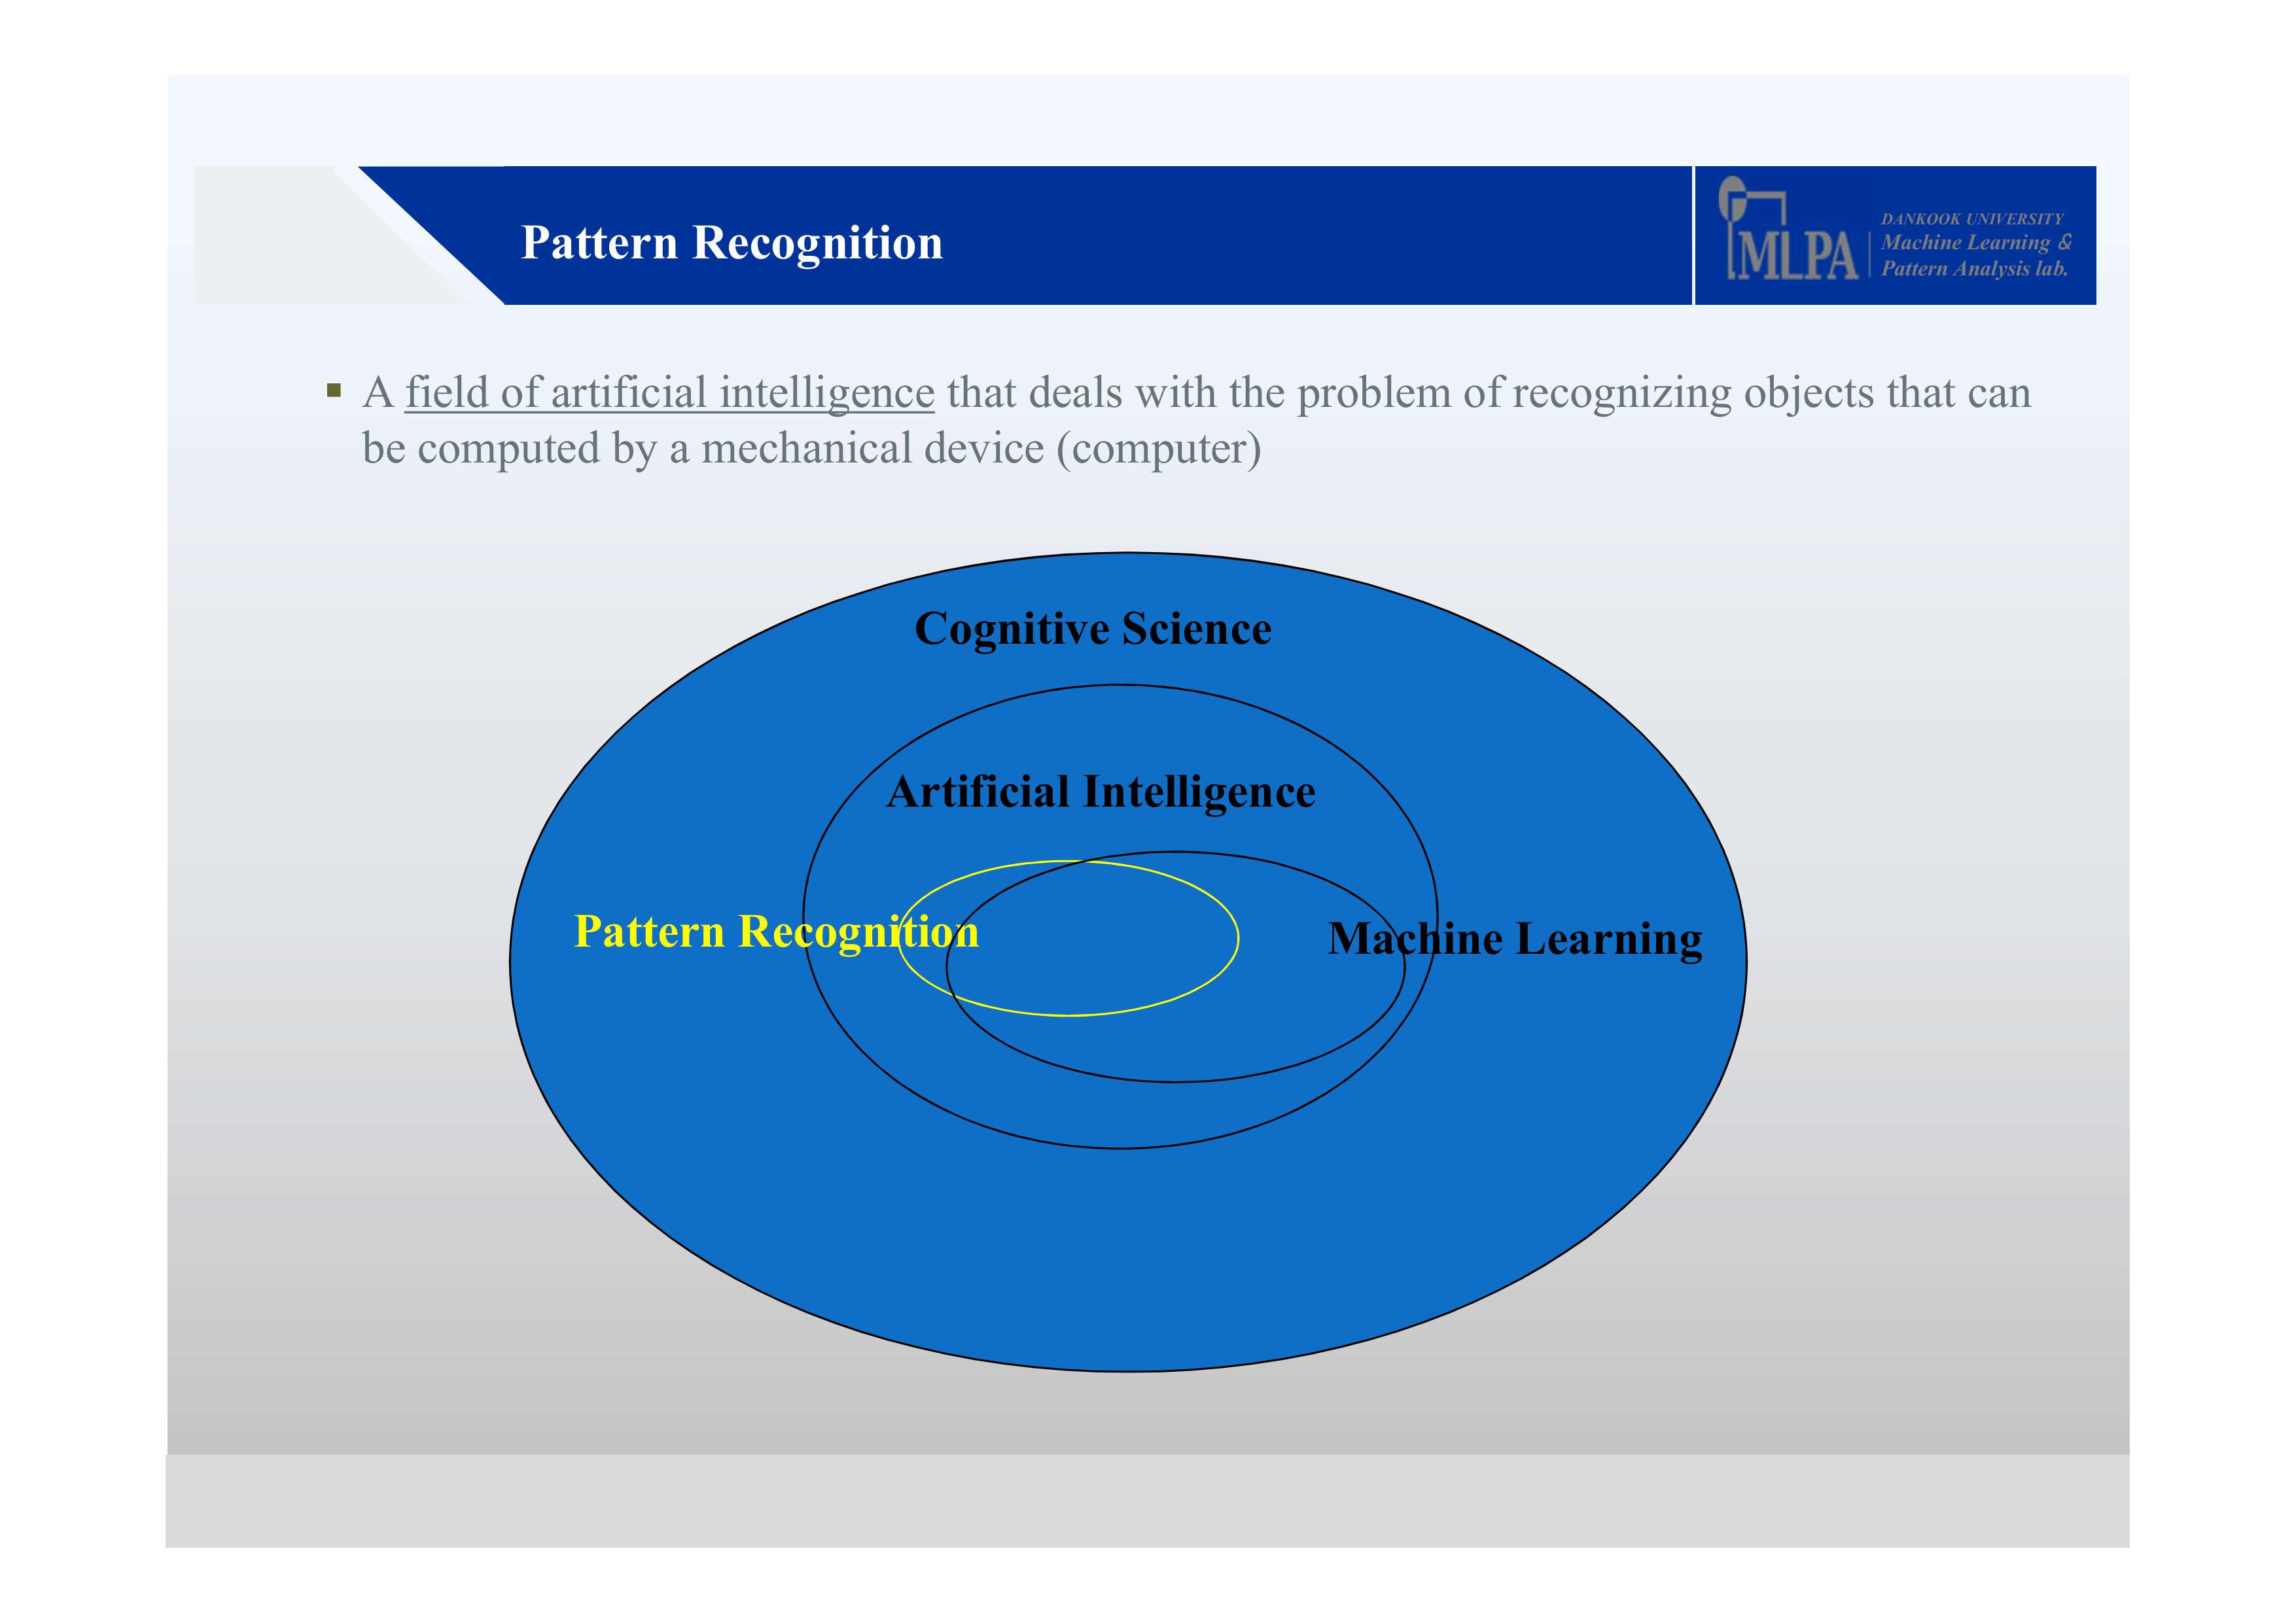 Pattern Recognition
MLPA
DANKOOK UNIVERSITY
Machine Learning &
Pattern Analysis lab.
▪ A field of artificial intelligence that deals with the problem of recognizing objects that can
be computed by a mechanical device (computer)
Cognitive Science
Artificial Intelligence
Pattern Recognition
Machine Learning